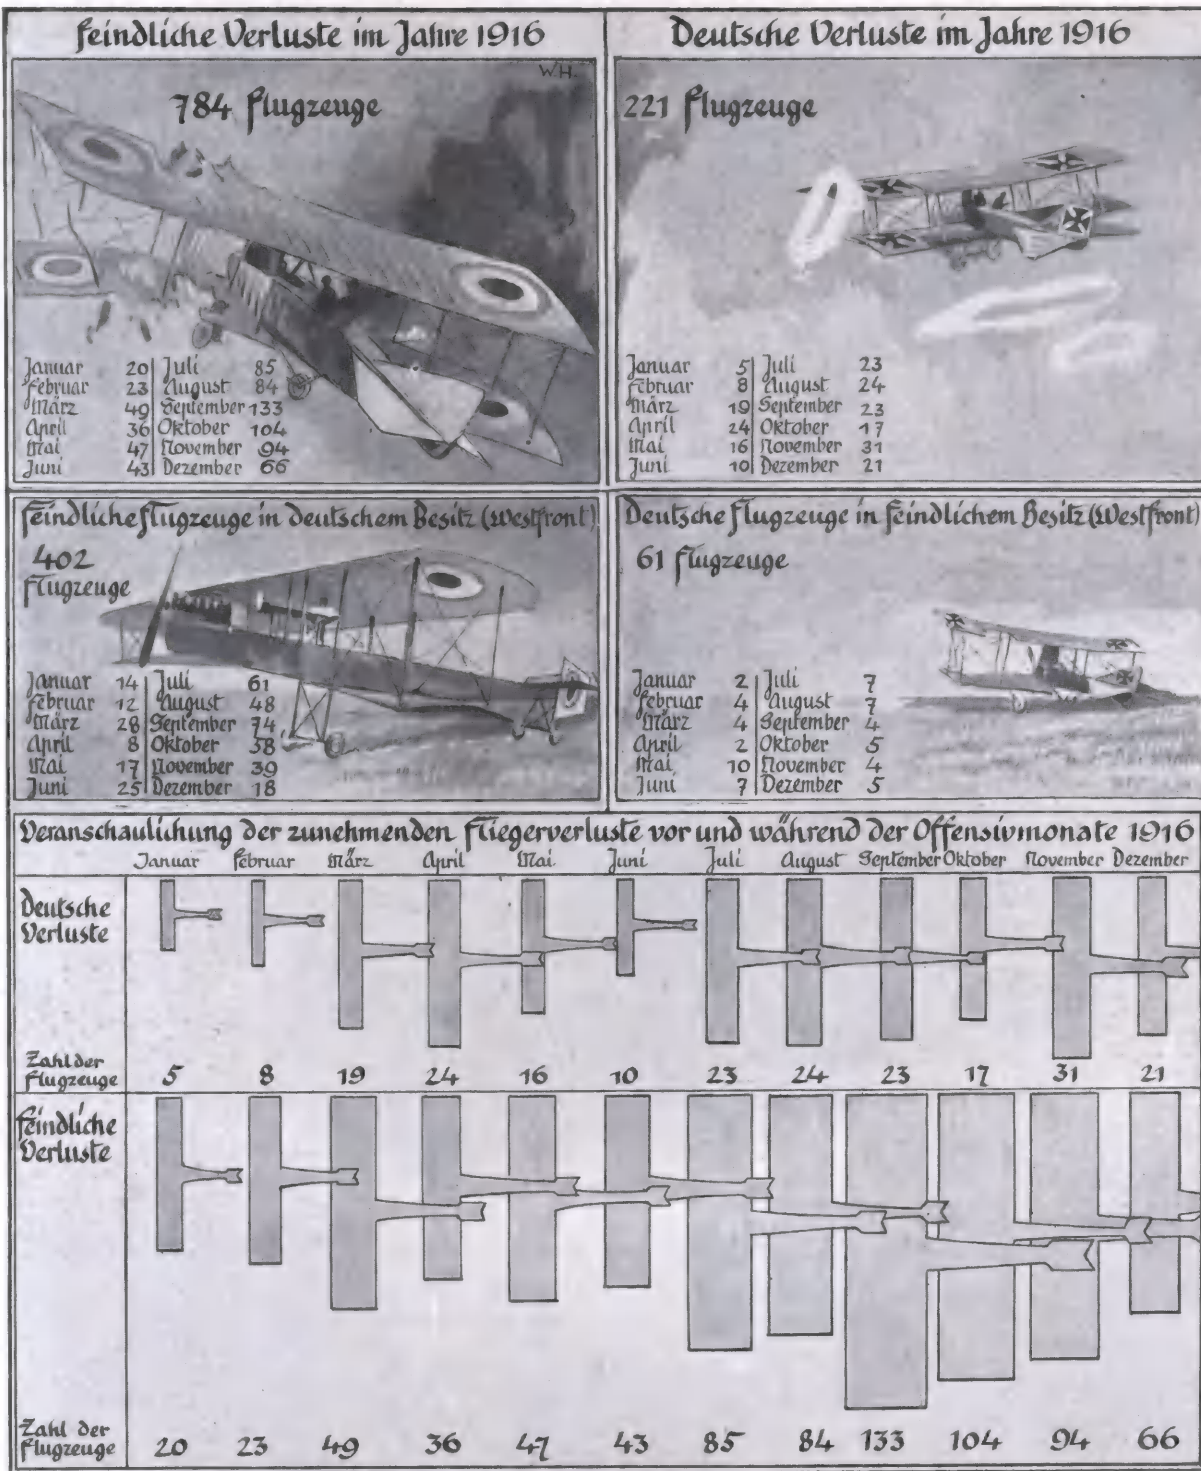 Feindliche Verluste im Jahre 1916
W.H.
784 Flugzeuge
Januar 20 Juli 85
Februar 23 August 84
März 49 September 133
April 36 Oktober 104
Mai 47 November 94
Juni 43 Dezember 66
Deutsche Verluste im Jahre 1916
221 Flugzeuge
Januar 5 Juli 23
Februar 8 August 24
März 19 September 23
April 24 Oktober 17
Mai 16 November 31
Juni 10 Dezember 21
Feindliche Flugzeuge in deutschem Besitz (Westfront)
402
Flugzeuge
Januar 14 Juli 61
Februar 12 August 48
März 28 September 74
April 8 Oktober 58
Mai 17 November 39
Juni 25 Dezember 18
Deutsche Flugzeuge in Feindlichem Besitz (Westfront)
61 Flugzeuge
Januar 2 Juli 7
Februar 4 August 7
März 4 September 4
April 2 Oktober 5
Mai 10 November 4
Juni 7 Dezember 5
Veranschaulichung der zunehmenden Fliegerverluste vor und während der Offensivmonate 1916
Januar Februar März April Mai Juni Juli August September Oktober November Dezember
Deutsche
Verluste
Zahl der
Flugzeuge 5 8 19 24 16 10 23 24 23 17 31 21
Feindliche
Verluste
Zahl der
Flugzeuge 20 23 49 36 47 43 85 84 133 104 94 66